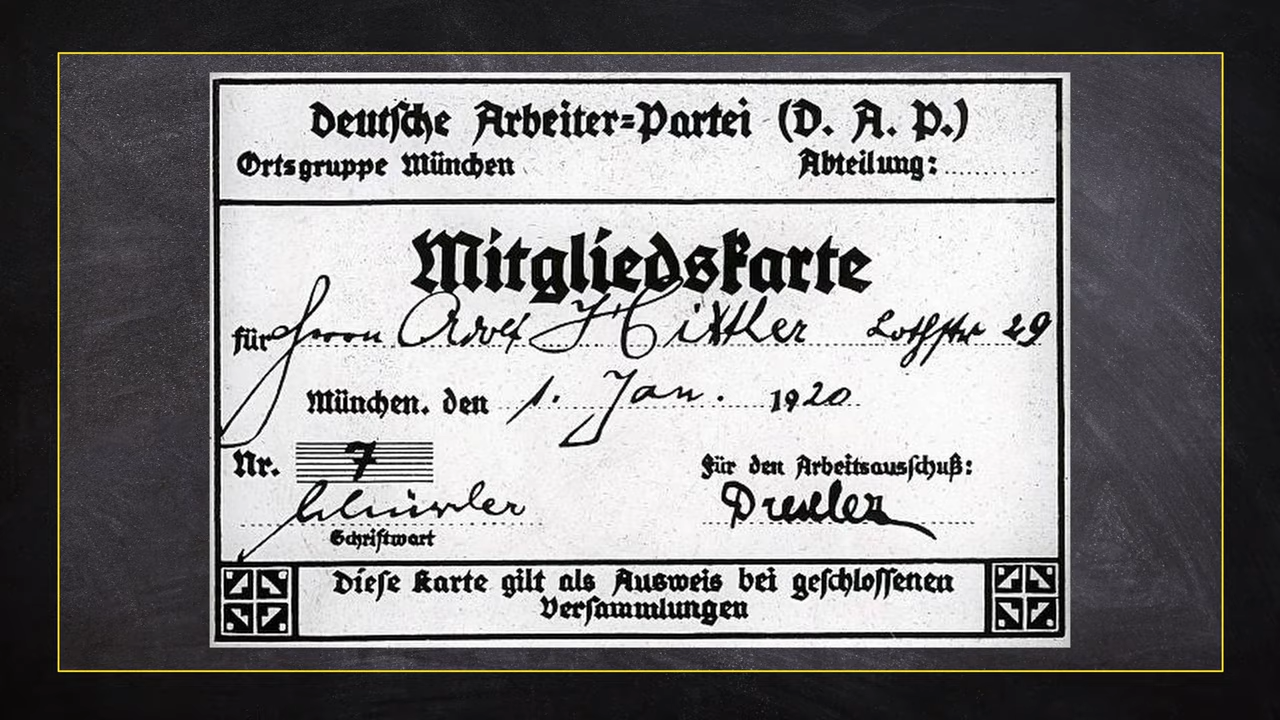 Deutsche Arbeiter=Partei (D. A. P.)
Ortsgruppe München Abteilung:
Mitgliedskarte
für Herrn Adolf Hittler Lothstr 29
München. den 1. Jan. 1920
Nr. 7
Für den Arbeitsausschuß:
Schüssler Drexler
Schriftwart
Diese Karte gilt als Ausweis bei geschlossenen
Versammlungen